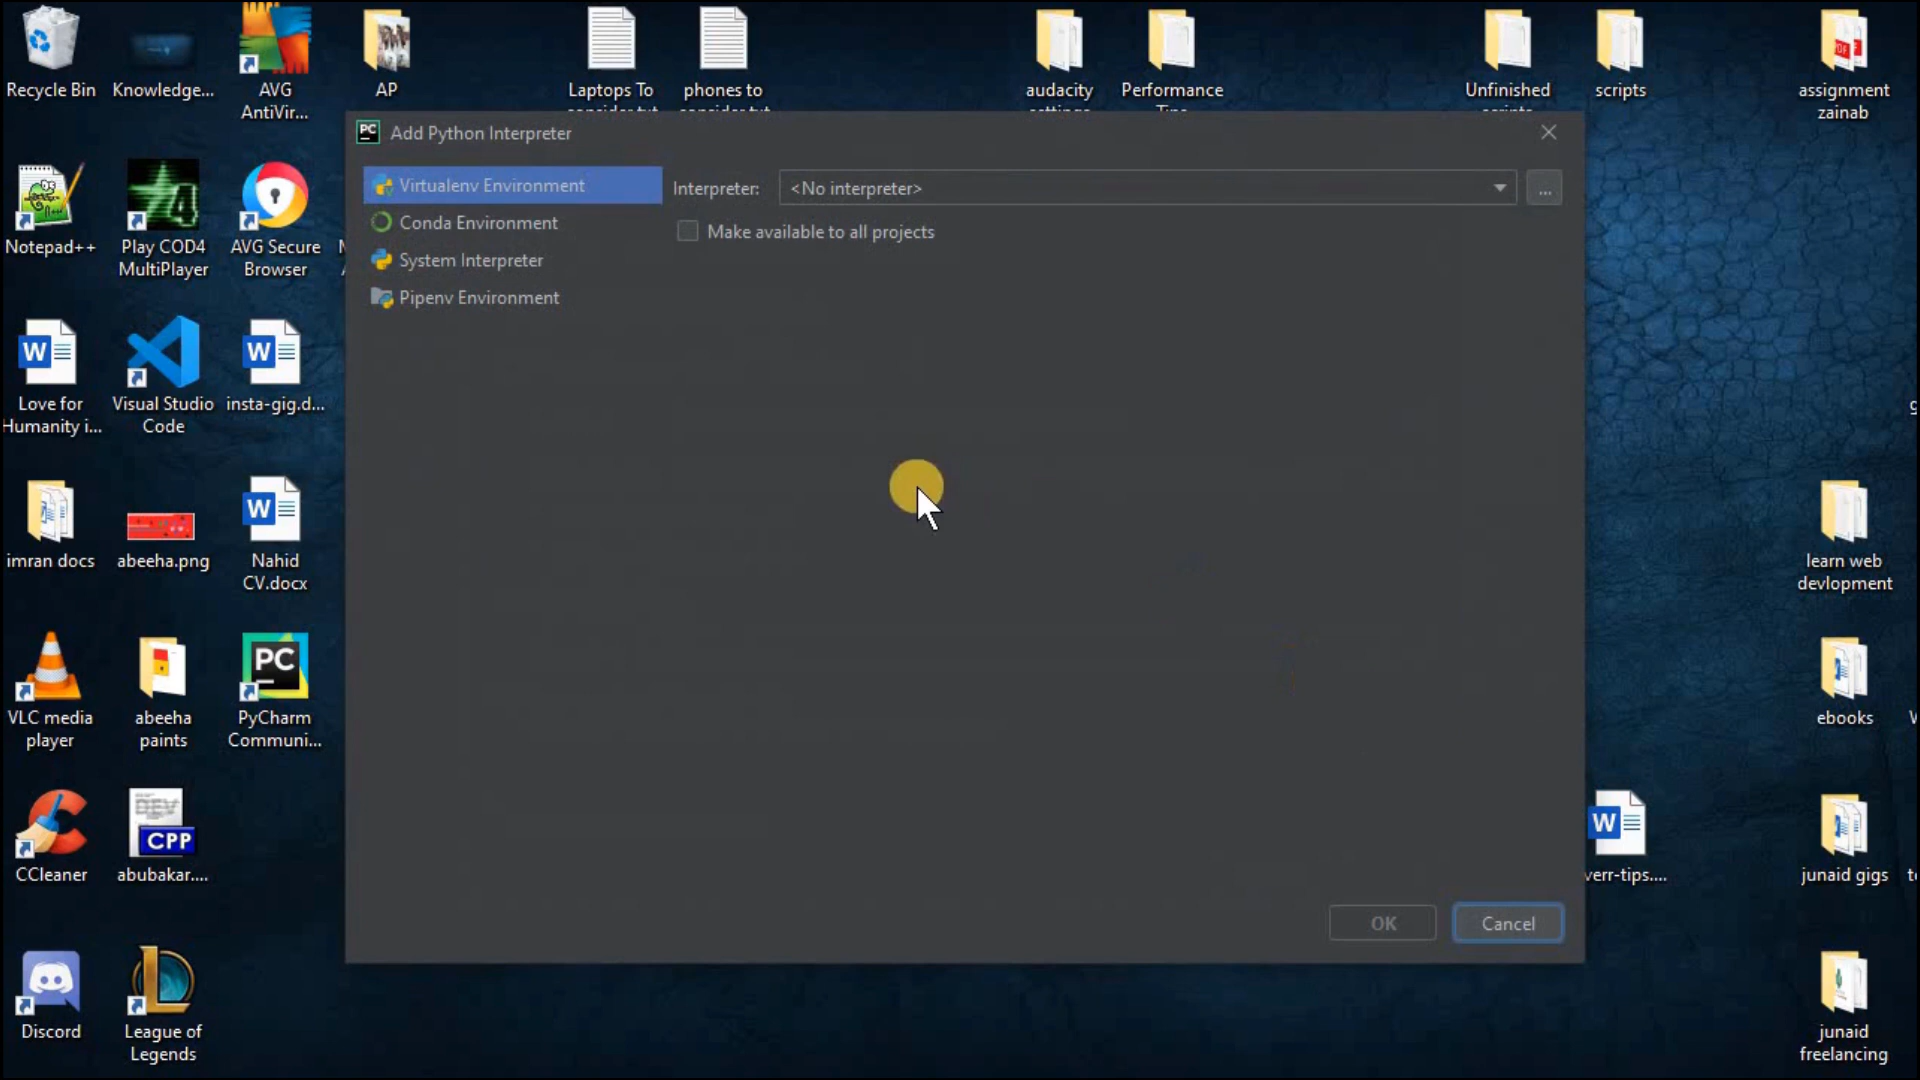 Recycle Bin
Knowledge...
AVG
AntiVir...
AP
Laptops To
phones to
audacity
Performance
Unfinished
scripts
assignment
zainab
PC
Add Python Interpreter
Virtualenv Environment
Conda Environment
System Interpreter
Pipenv Environment
Interpreter:
<No interpreter>
...
Make available to all projects
OK
Cancel
Notepad++
Play COD4
MultiPlayer
AVG Secure
Browser
Love for
Humanity i...
Visual Studio
Code
insta-gig.d...
imran docs
abeeha.png
Nahid
CV.docx
learn web
devlopment
VLC media
player
abeeha
paints
PC
PyCharm
Communi...
ebooks
CCleaner
DEV
CPP
abubakar....
W
verr-tips....
junaid gigs
Discord
League of
Legends
junaid
freelancing